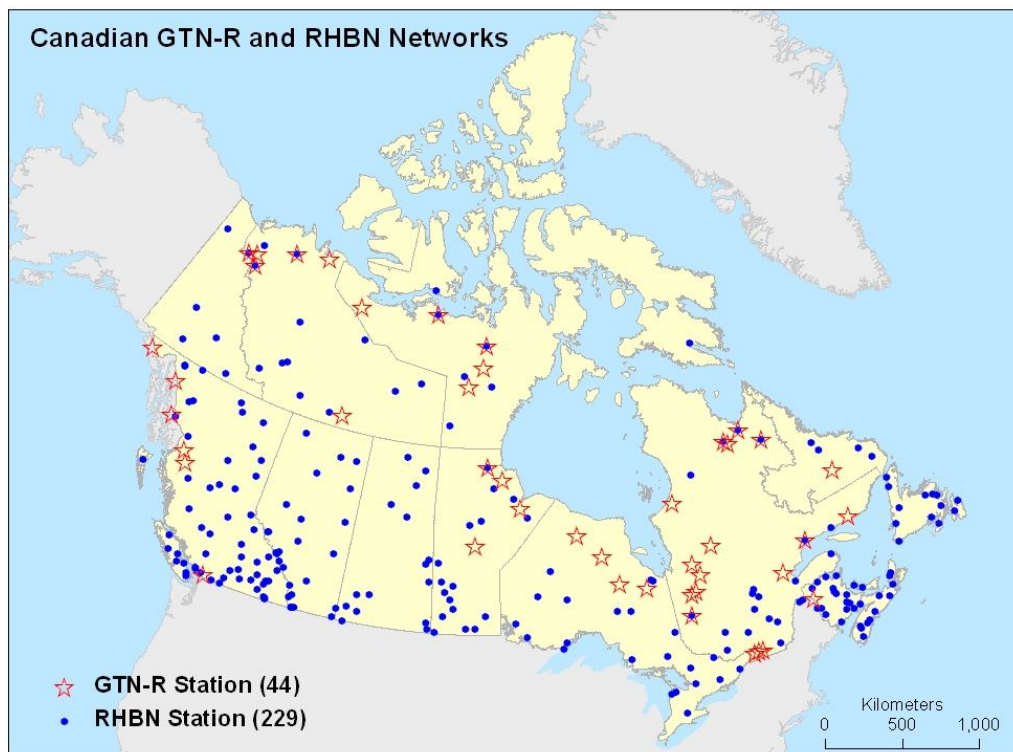 Canadian GTN-R and RHBN Networks
GTN-R Station (44)
RHBN Station (229)
Kilometers
0 500 1,000